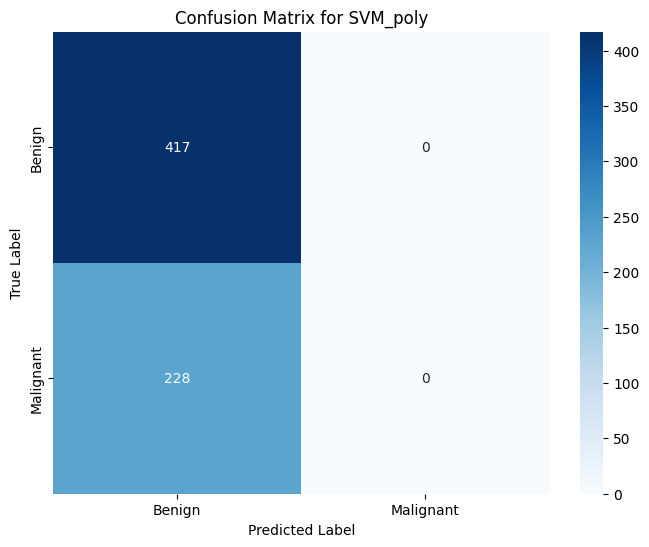 Confusion Matrix for SVM_poly
True Label
Benign
Malignant
417
0
228
0
Benign
Malignant
Predicted Label
400
350
300
250
200
150
100
50
0